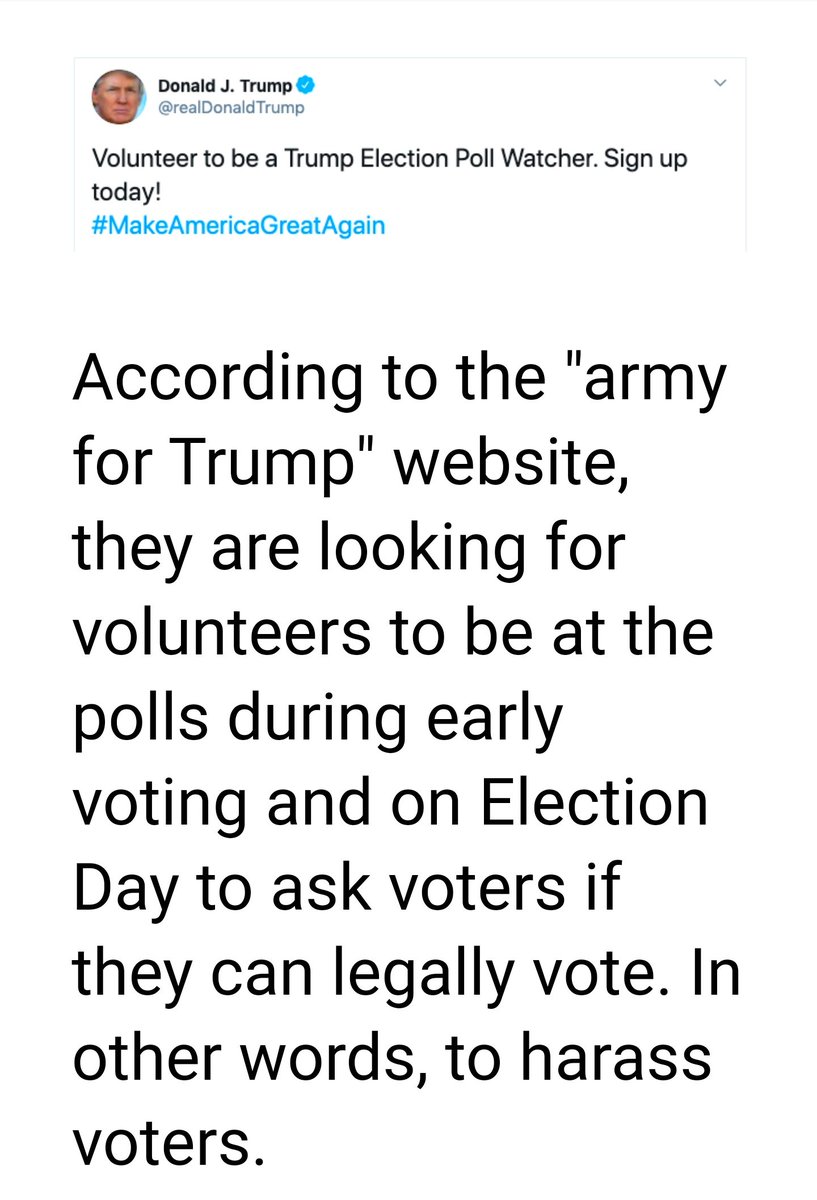 Donald J. Trump
@realDonaldTrump
Volunteer to be a Trump Election Poll Watcher. Sign up
today!
#MakeAmericaGreatAgain
According to the "army
for Trump" website,
they are looking for
volunteers to be at the
polls during early
voting and on Election
Day to ask voters if
they can legally vote. In
other words, to harass
voters.